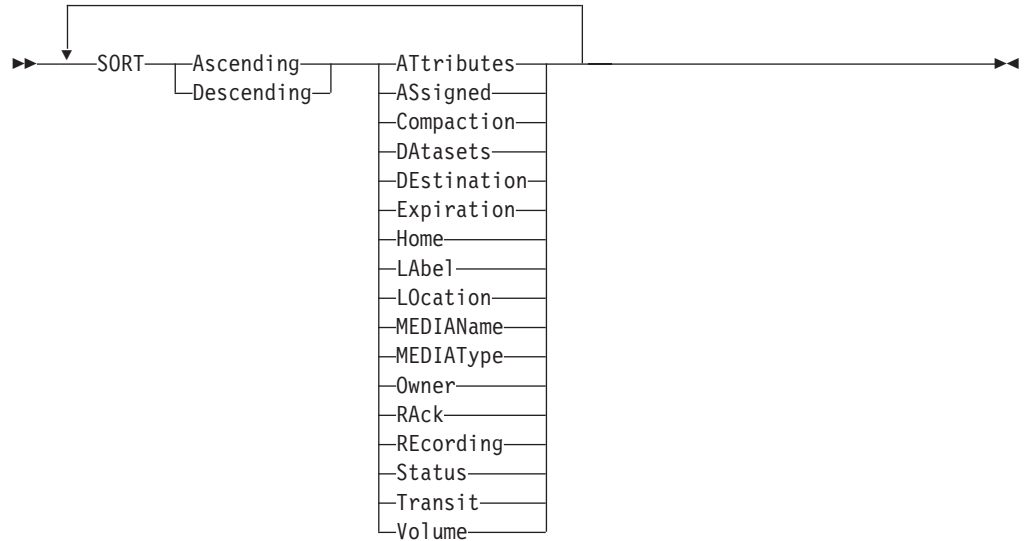 SORT Ascending ATtributes
Descending ASsigned
Compaction
DAtasets
DEstination
Expiration
Home
LAbel
LOcation
MEDIAName
MEDIAType
Owner
RAck
REcording
Status
Transit
Volume